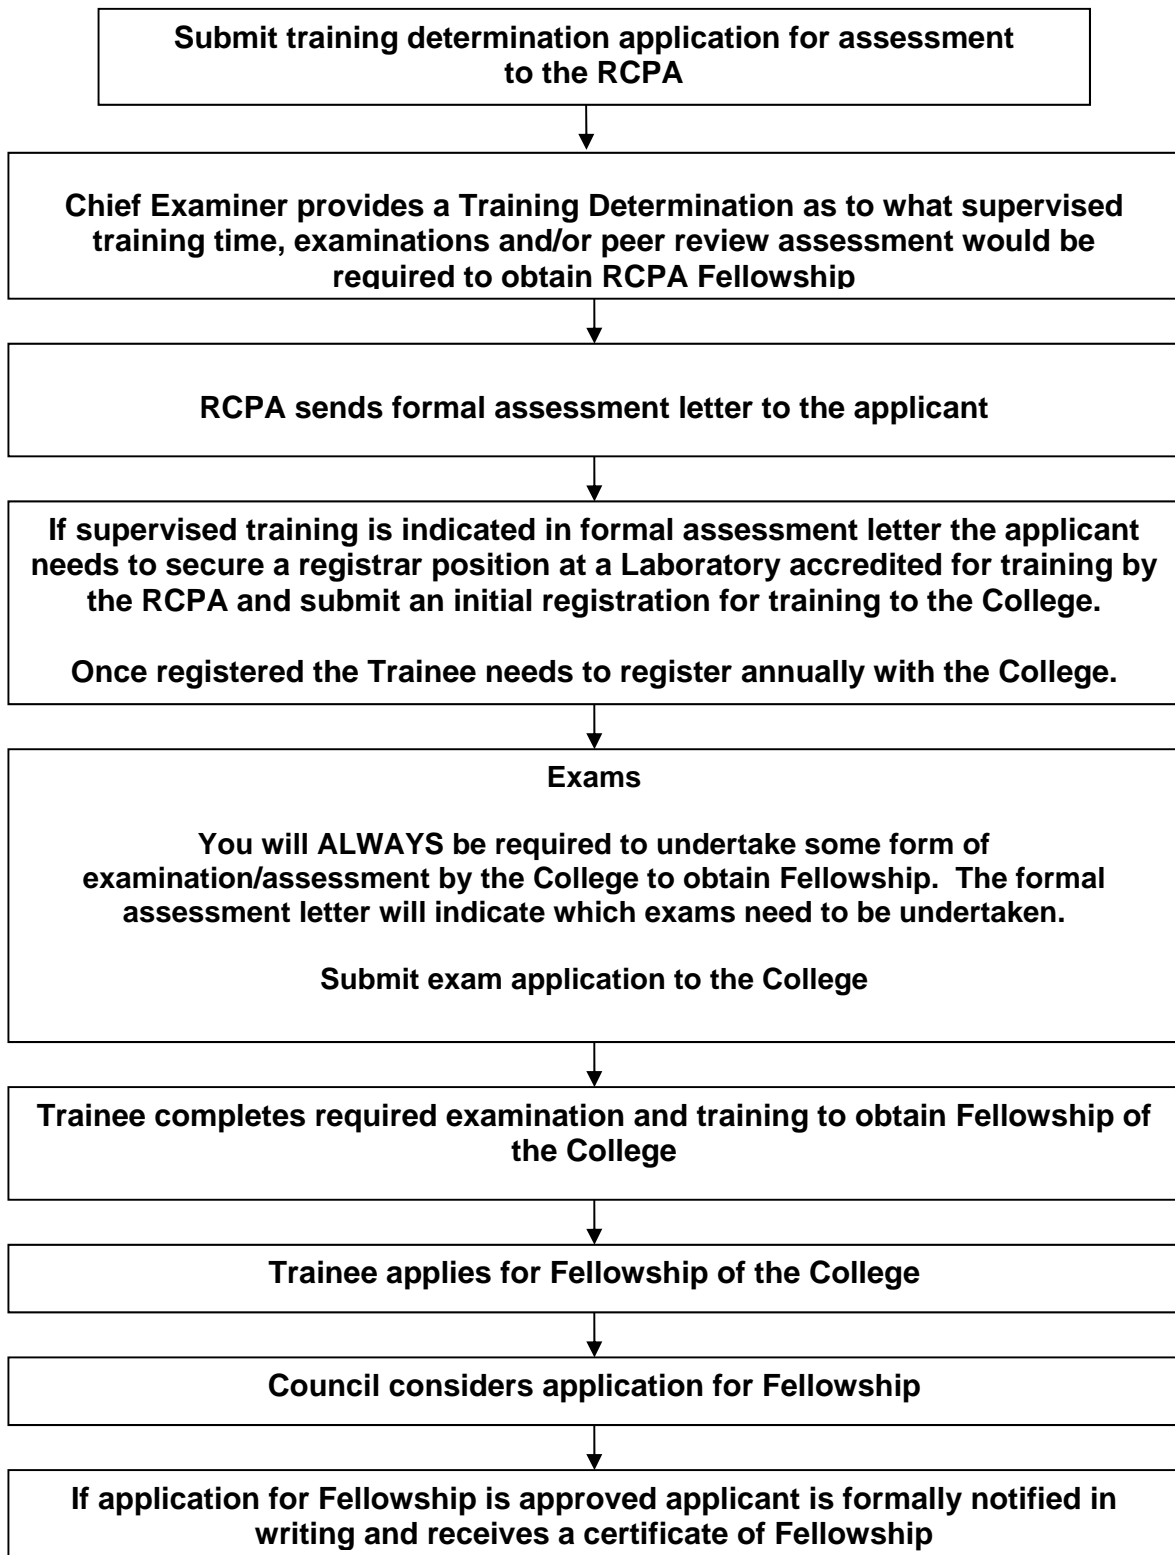 Submit training determination application for assessment
to the RCPA
Chief Examiner provides a Training Determination as to what supervised
training time, examinations and/or peer review assessment would be
required to obtain RCPA Fellowship
RCPA sends formal assessment letter to the applicant
If supervised training is indicated in formal assessment letter the applicant
needs to secure a registrar position at a Laboratory accredited for training by
the RCPA and submit an initial registration for training to the College.
Once registered the Trainee needs to register annually with the College.
Exams
You will ALWAYS be required to undertake some form of
examination/assessment by the College to obtain Fellowship.  The formal
assessment letter will indicate which exams need to be undertaken.
Submit exam application to the College
Trainee completes required examination and training to obtain Fellowship of
the College
Trainee applies for Fellowship of the College
Council considers application for Fellowship
If application for Fellowship is approved applicant is formally notified in
writing and receives a certificate of Fellowship